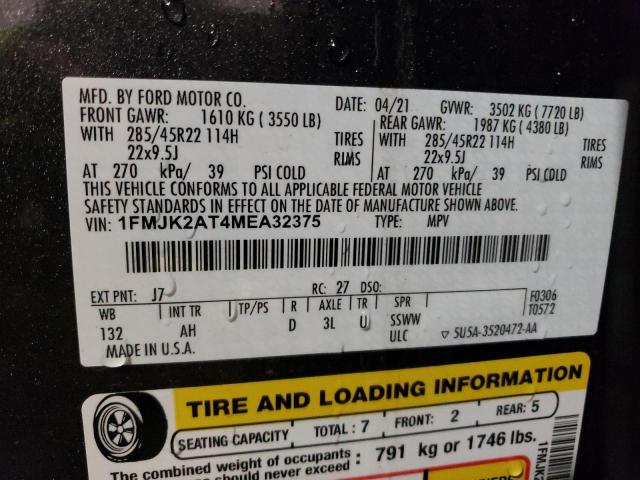 MFD. BY FORD MOTOR CO.
DATE: 04/21 GVWR: 3502 KG ( 7720 LB)
FRONT GAWR: 1610 KG ( 3550 LB)
REAR GAWR: 1987 KG ( 4380 LB)
WITH 285/45R22 114H TIRES
WITH 285/45R22 114H TIRES
22x9.5J RIMS
22x9.5J RIMS
AT 270 kPa/ 39 PSI COLD
AT 270 kPa/ 39 PSI COLD
THIS VEHICLE CONFORMS TO ALL APPLICABLE FEDERAL MOTOR VEHICLE
SAFETY STANDARDS IN EFFECT ON THE DATE OF MANUFACTURE SHOWN ABOVE.
VIN: 1FMJK2AT4MEA32375 TYPE: MPV
EXT PNT: J7 RC: 27 DSO:
WB INT TR TP/PS R AXLE TR SPR
132 AH D 3L U SSWW
ULC
F0306
T0572
MADE IN U.S.A.
▽ 5U5A-3520472-AA
TIRE AND LOADING INFORMATION
SEATING CAPACITY TOTAL : 7 FRONT: 2 REAR: 5
The combined weight of occupants
should never exceed : 791 kg or 1746 lbs.
1FMJK2